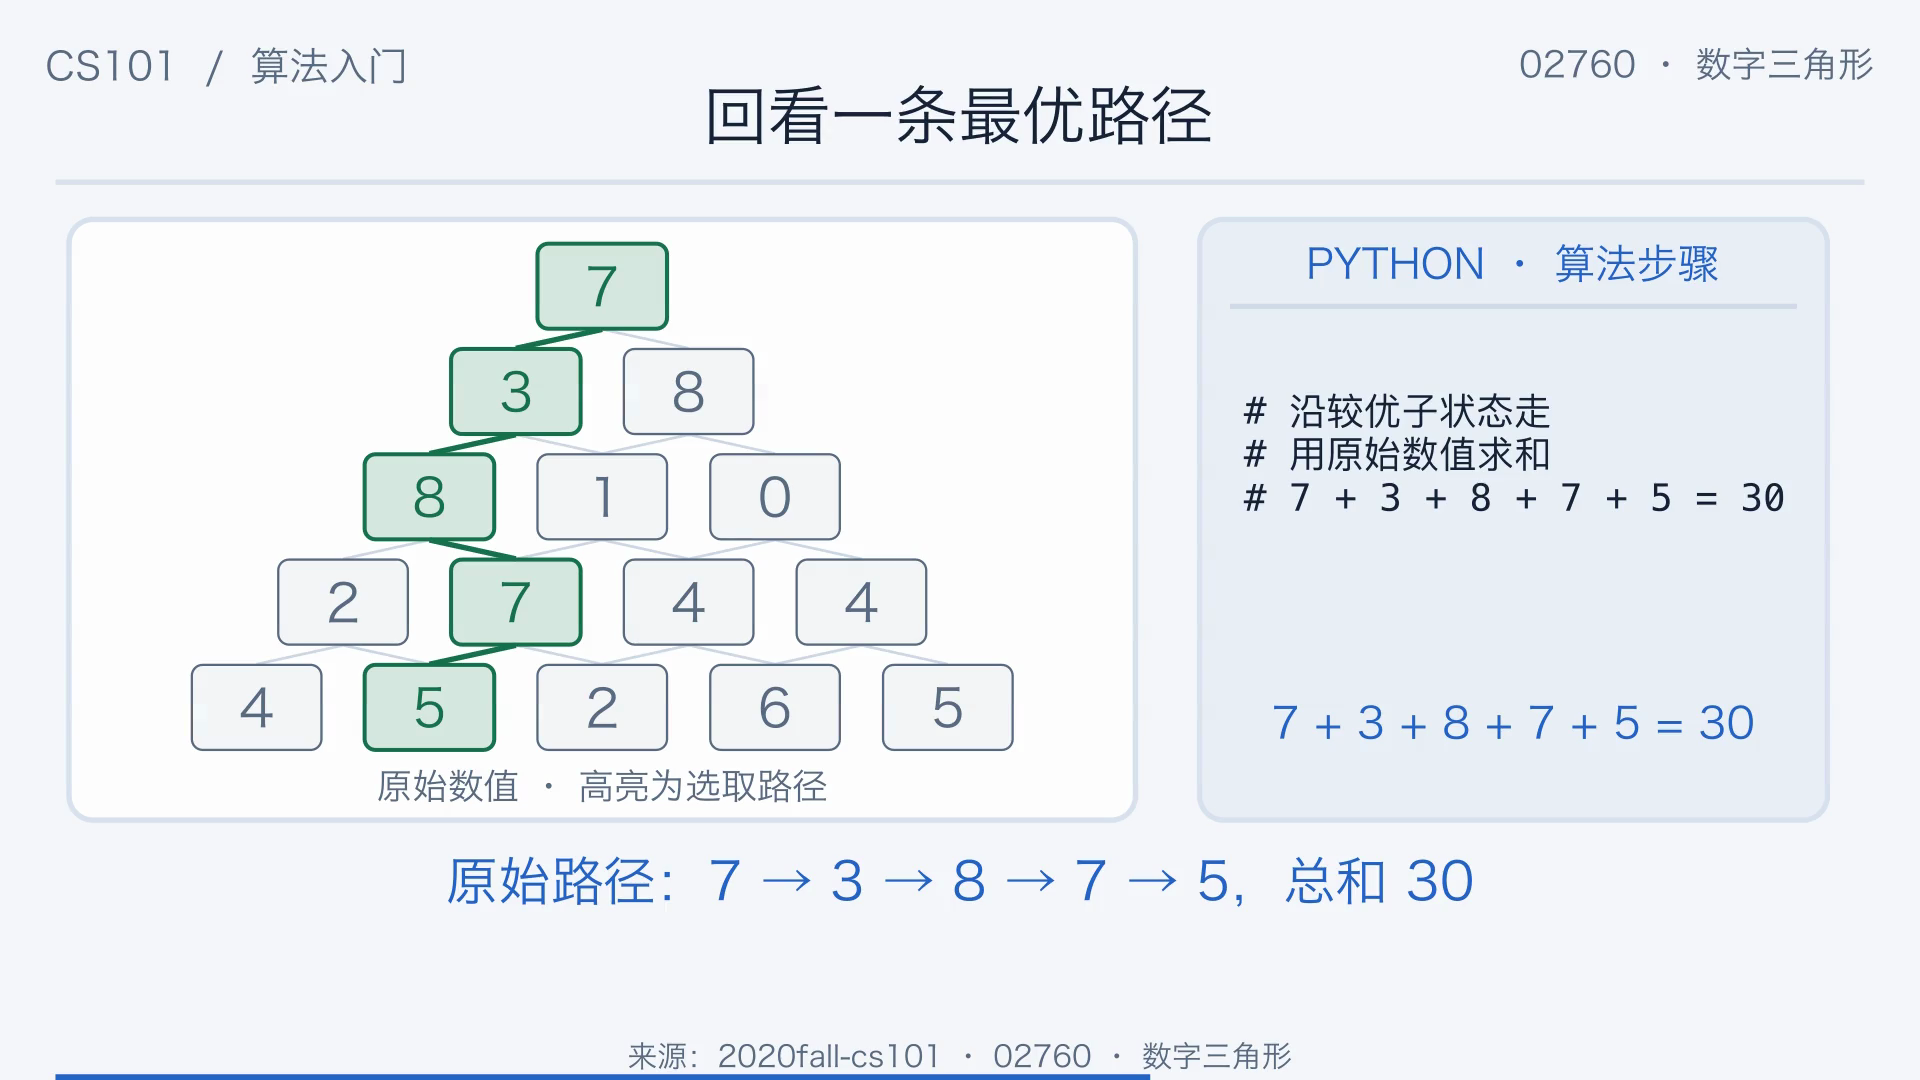 CS101 / 算法入门
02760 · 数字三角形
回看一条最优路径
7
3 8
8 1 0
2 7 4 4
4 5 2 6 5
原始数值 · 高亮为选取路径
PYTHON · 算法步骤
# 沿较优子状态走
# 用原始数值求和
# 7 + 3 + 8 + 7 + 5 = 30
7 + 3 + 8 + 7 + 5 = 30
原始路径：7 → 3 → 8 → 7 → 5，总和 30
来源：2020fall-cs101 · 02760 · 数字三角形